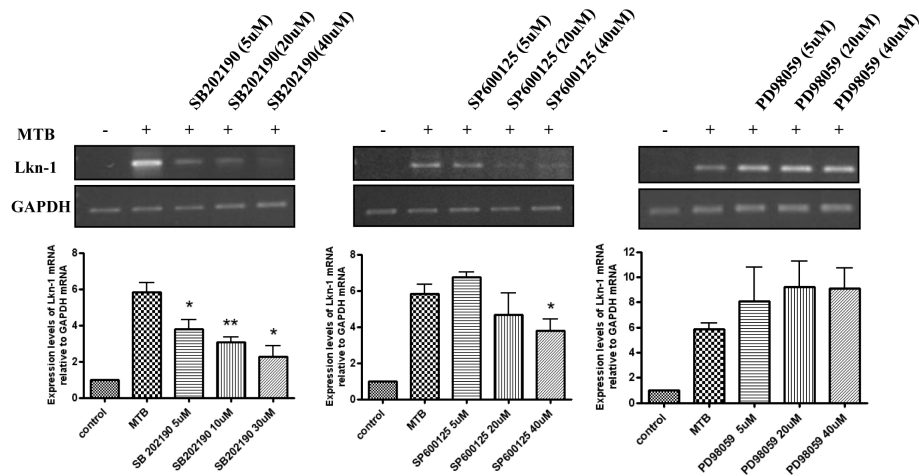 SB202190 (5uM)
SB202190(20uM)
SB202190(40uM)
SP600125 (5uM)
SP600125 (20uM)
SP600125 (40uM)
PD98059 (5uM)
PD98059 (20uM)
PD98059 (40uM)
MTB - + + + + - + + + + - + + + +
Lkn-1
GAPDH
Expression levels of Lkn-1 mRNA
relative to GAPDH mRNA
8
6
4
2
0
*
**
*
control
MTB
SB 202190 5uM
SB202190 10uM
SB202190 30uM
Expression levels of Lkn-1 mRNA
relative to GAPDH mRNA
8
6
4
2
0
*
control
MTB
SP600125 5uM
SP600125 20uM
SP600125 40uM
Expression levels of Lkn-1 mRNA
relative to GAPDH mRNA
12
10
8
6
4
2
0
control
MTB
PD98059 5uM
PD98059 20uM
PD98059 40uM